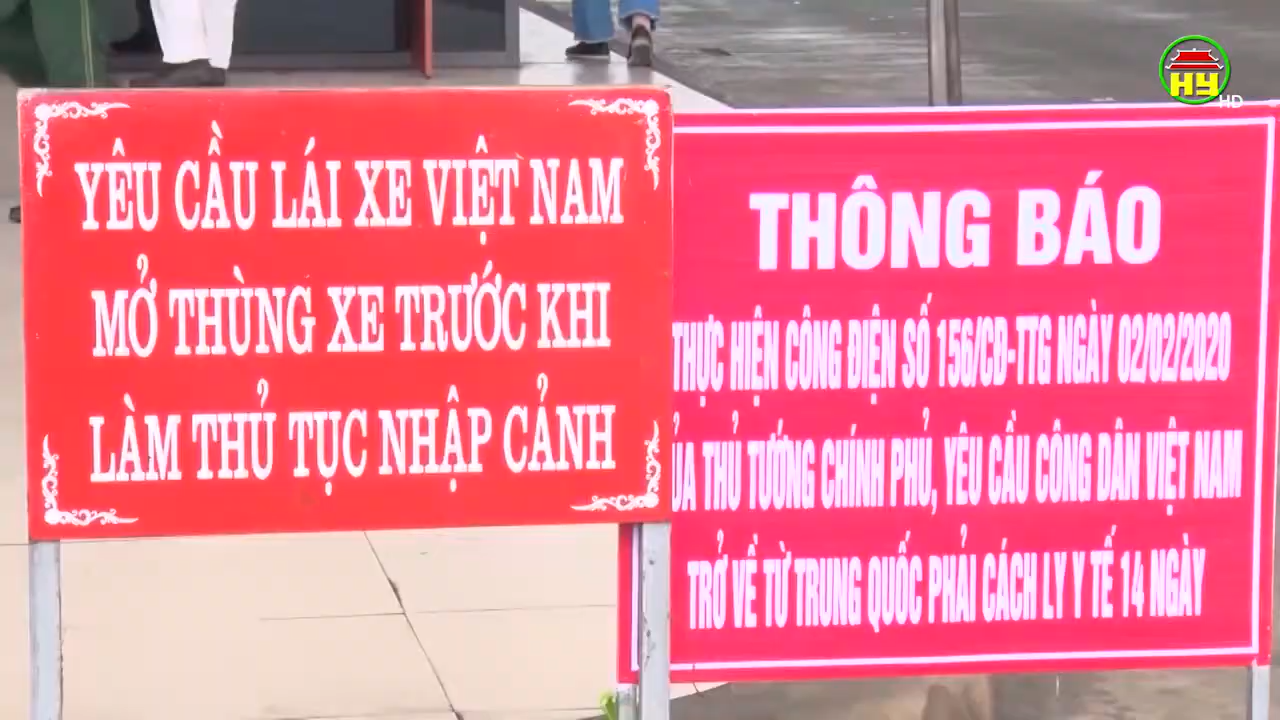 YÊU CẦU LÁI XE VIỆT NAM
MỞ THÙNG XE TRƯỚC KHI
LÀM THỦ TỤC NHẬP CẢNH
THÔNG BÁO
THỰC HIỆN CÔNG ĐIỆN SỐ 156/CĐ-TTG NGÀY 02/02/2020
ỦA THỦ TƯỚNG CHÍNH PHỦ, YÊU CẦU CÔNG DÂN VIỆT NAM
TRỞ VỀ TỪ TRUNG QUỐC PHẢI CÁCH LY Y TẾ 14 NGÀY
HY
HD